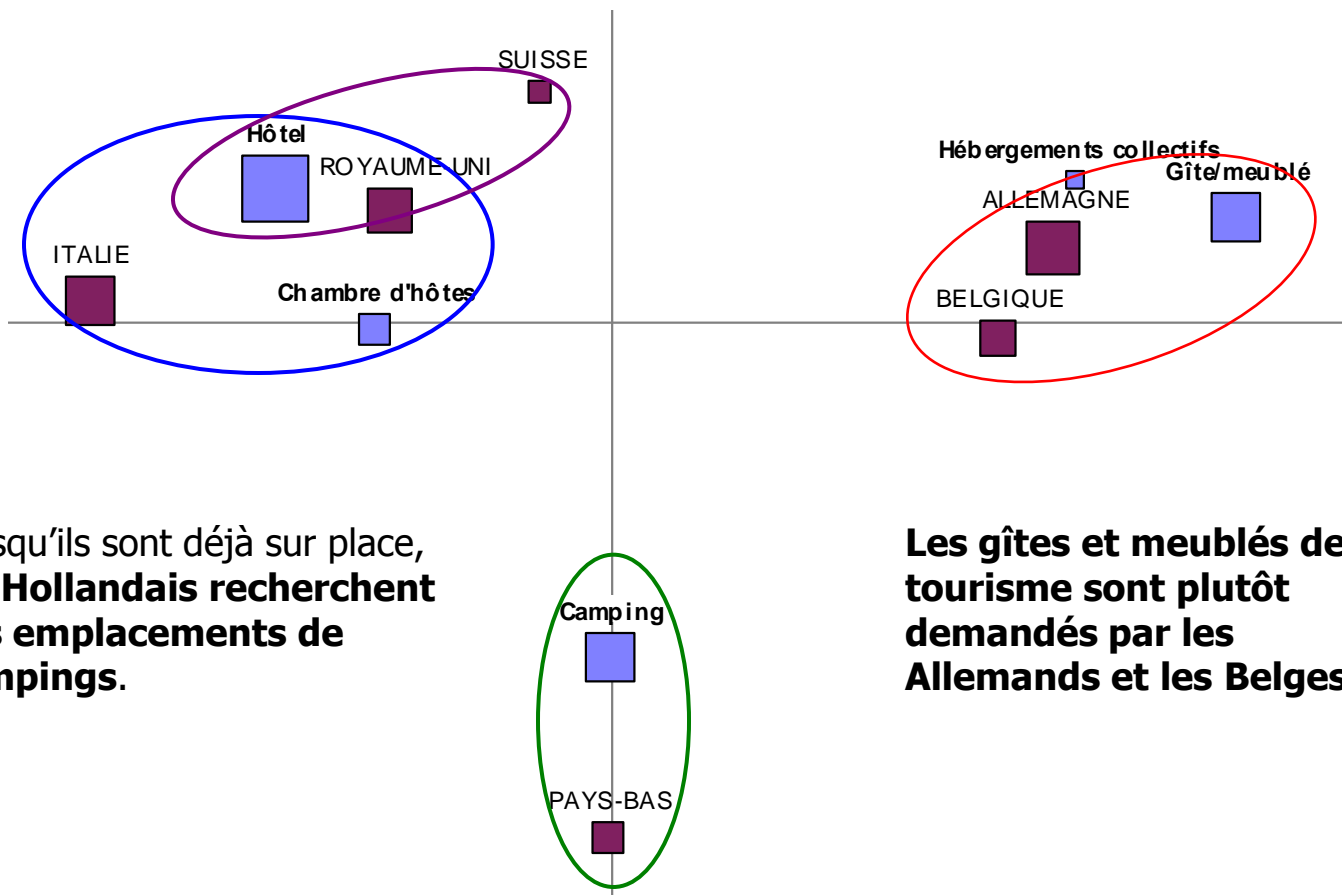 SUISSE
Hôtel
ROYAUME-UNI
ITALIE
Chambre d'hôtes
Hébergements collectifs
Gîte/meublé
ALLEMAGNE
BELGIQUE
squ'ils sont déjà sur place,
Hollandais recherchent
s emplacements de
mpings.
Camping
PAYS-BAS
Les gîtes et meublés de
tourisme sont plutôt
demandés par les
Allemands et les Belges